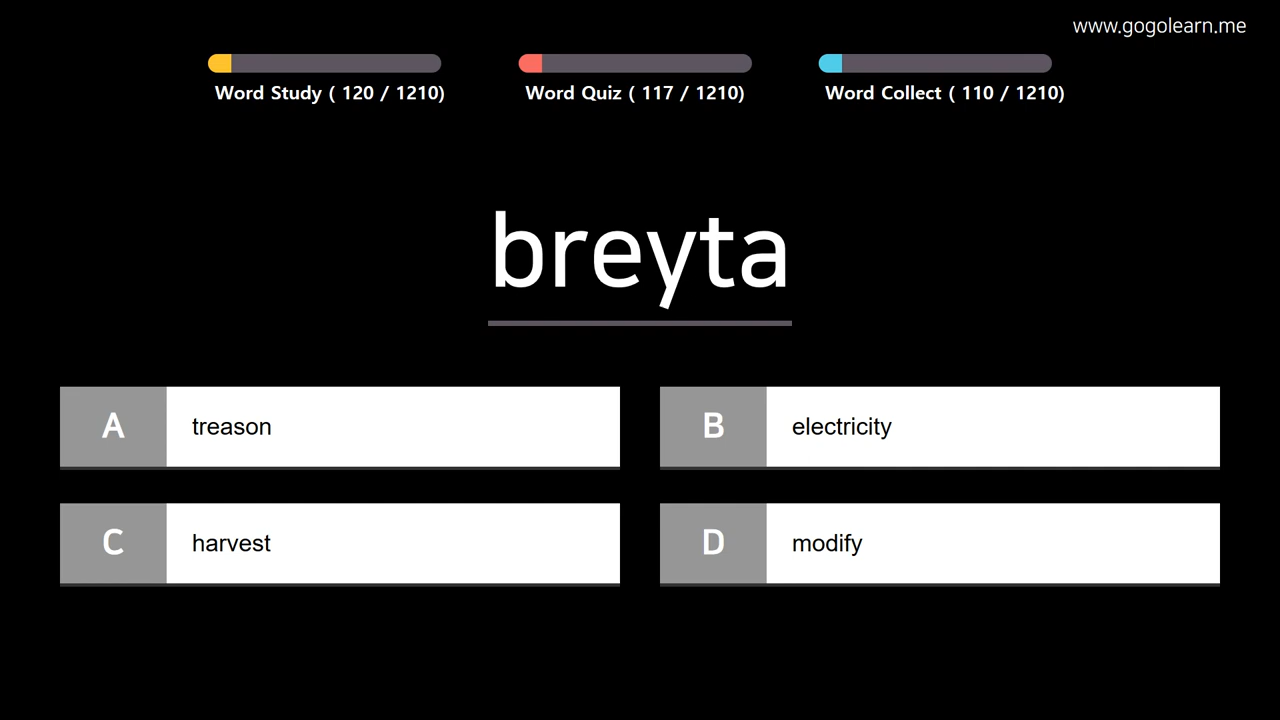 www.gogolearn.me
Word Study ( 120 / 1210)
Word Quiz ( 117 / 1210)
Word Collect ( 110 / 1210)
breyta
A treason
B electricity
C harvest
D modify